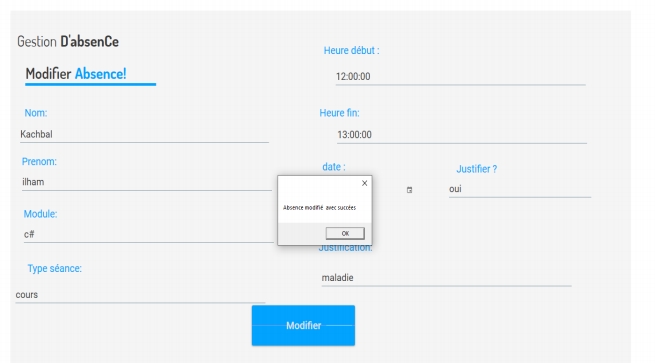 Gestion D'absenCe
Modifier Absence!
Nom:
Kachbal
Prenom:
ilham
Module:
c#
Type séance:
cours
Heure début :
12:00:00
Heure fin:
13:00:00
date :
Justifier ?
oui
X
Absence modifié avec succées
OK
Justification:
maladie
Modifier